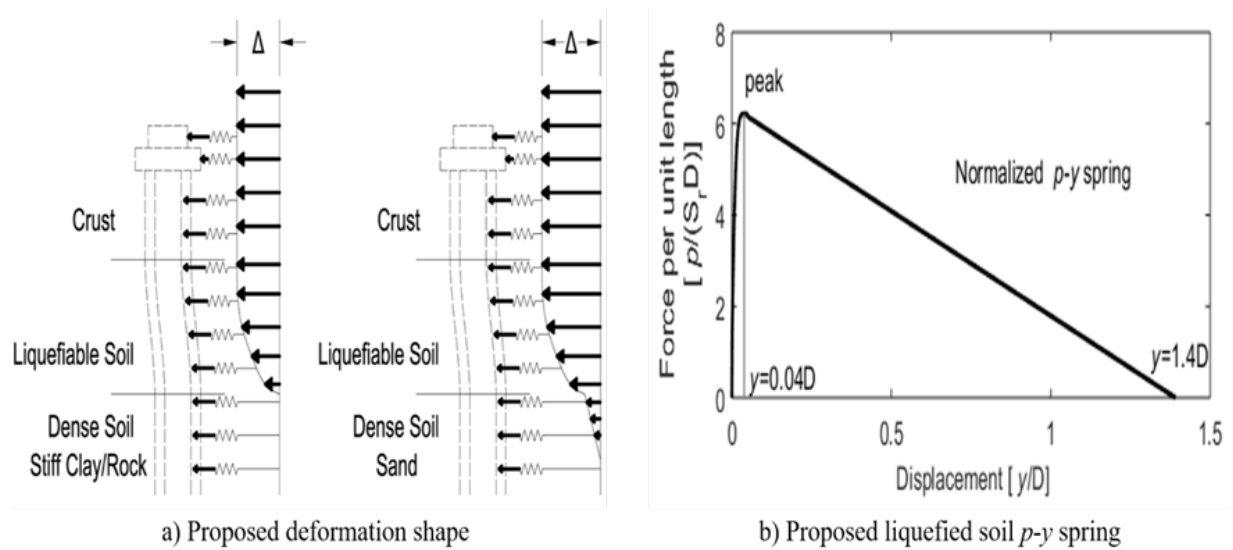 Δ
Δ
Crust
Liquefiable Soil
Dense Soil
Stiff Clay/Rock
Crust
Liquefiable Soil
Dense Soil
Sand
a) Proposed deformation shape
Force per unit length
[ p/(SrD)]
8
6
4
2
0
peak
Normalized p-y spring
y=0.04D
y=1.4D
0
0.5
1
1.5
Displacement [ y/D]
b) Proposed liquefied soil p-y spring